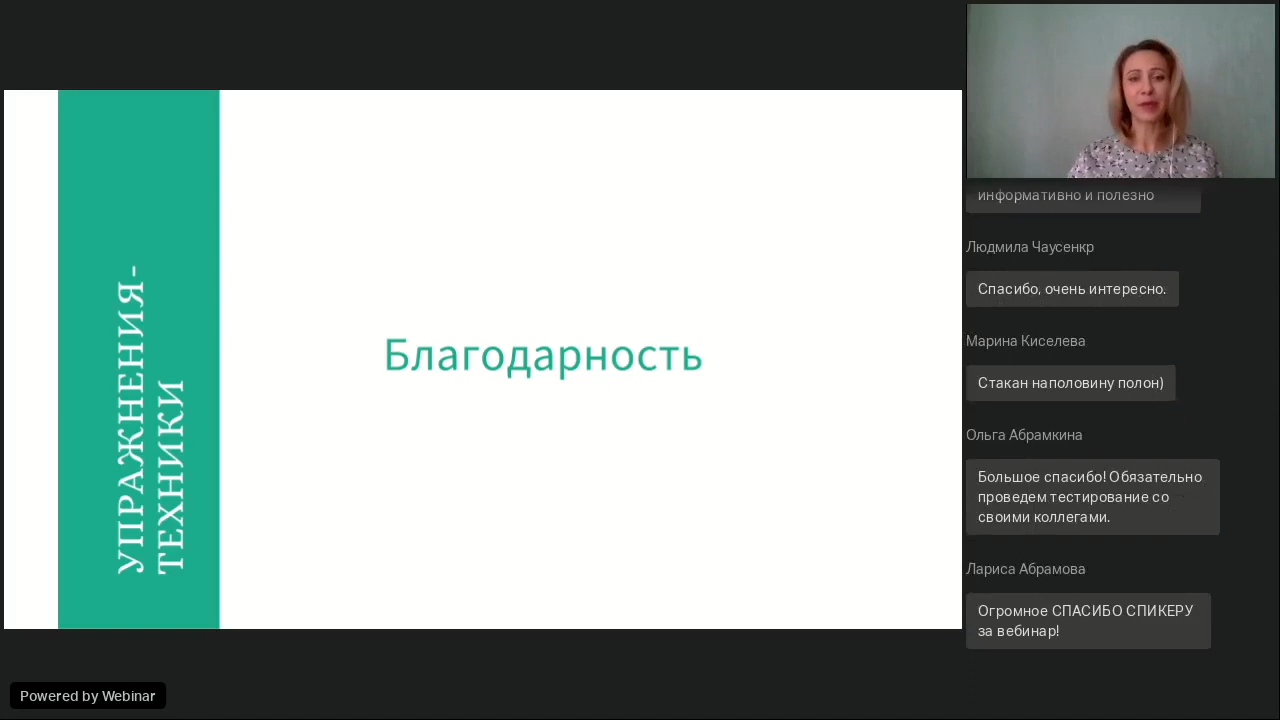 УПРАЖНЕНИЯ-
ТЕХНИКИ
Благодарность
информативно и полезно
Людмила Чаусенкр
Спасибо, очень интересно.
Марина Киселева
Стакан наполовину полон)
Ольга Абрамкина
Большое спасибо! Обязательно
проведем тестирование со
своими коллегами.
Лариса Абрамова
Огромное СПАСИБО СПИКЕРУ
за вебинар!
Powered by Webinar